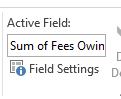 Active Field:
Sum of Fees Owin
Field Settings